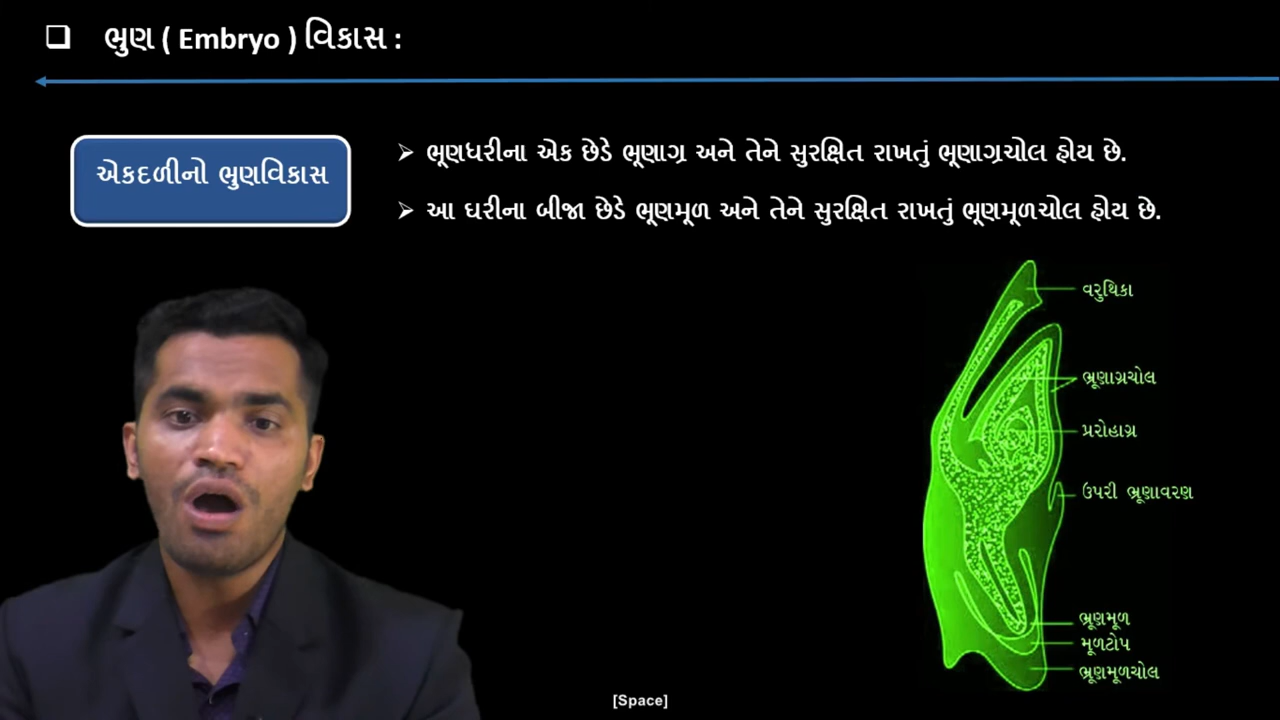 ❑ ભ્રુણ ( Embryo ) વિકાસ :
એકદળીનો ભ્રુણવિકાસ
➢ ભ્રૂણધરીના એક છેડે ભ્રૂણાગ્ર અને તેને સુરક્ષિત રાખતું ભ્રૂણાગ્રચોલ હોય છે.
➢ આ ધરીના બીજા છેડે ભ્રૂણમૂળ અને તેને સુરક્ષિત રાખતું ભ્રૂણમૂળચોલ હોય છે.
વરુથિકા
ભ્રૂણાગ્રચોલ
પ્રરોહાગ્ર
ઉપરી ભ્રૂણાવરણ
ભ્રૂણમૂળ
મૂળટોપ
ભ્રૂણમૂળચોલ
[Space]